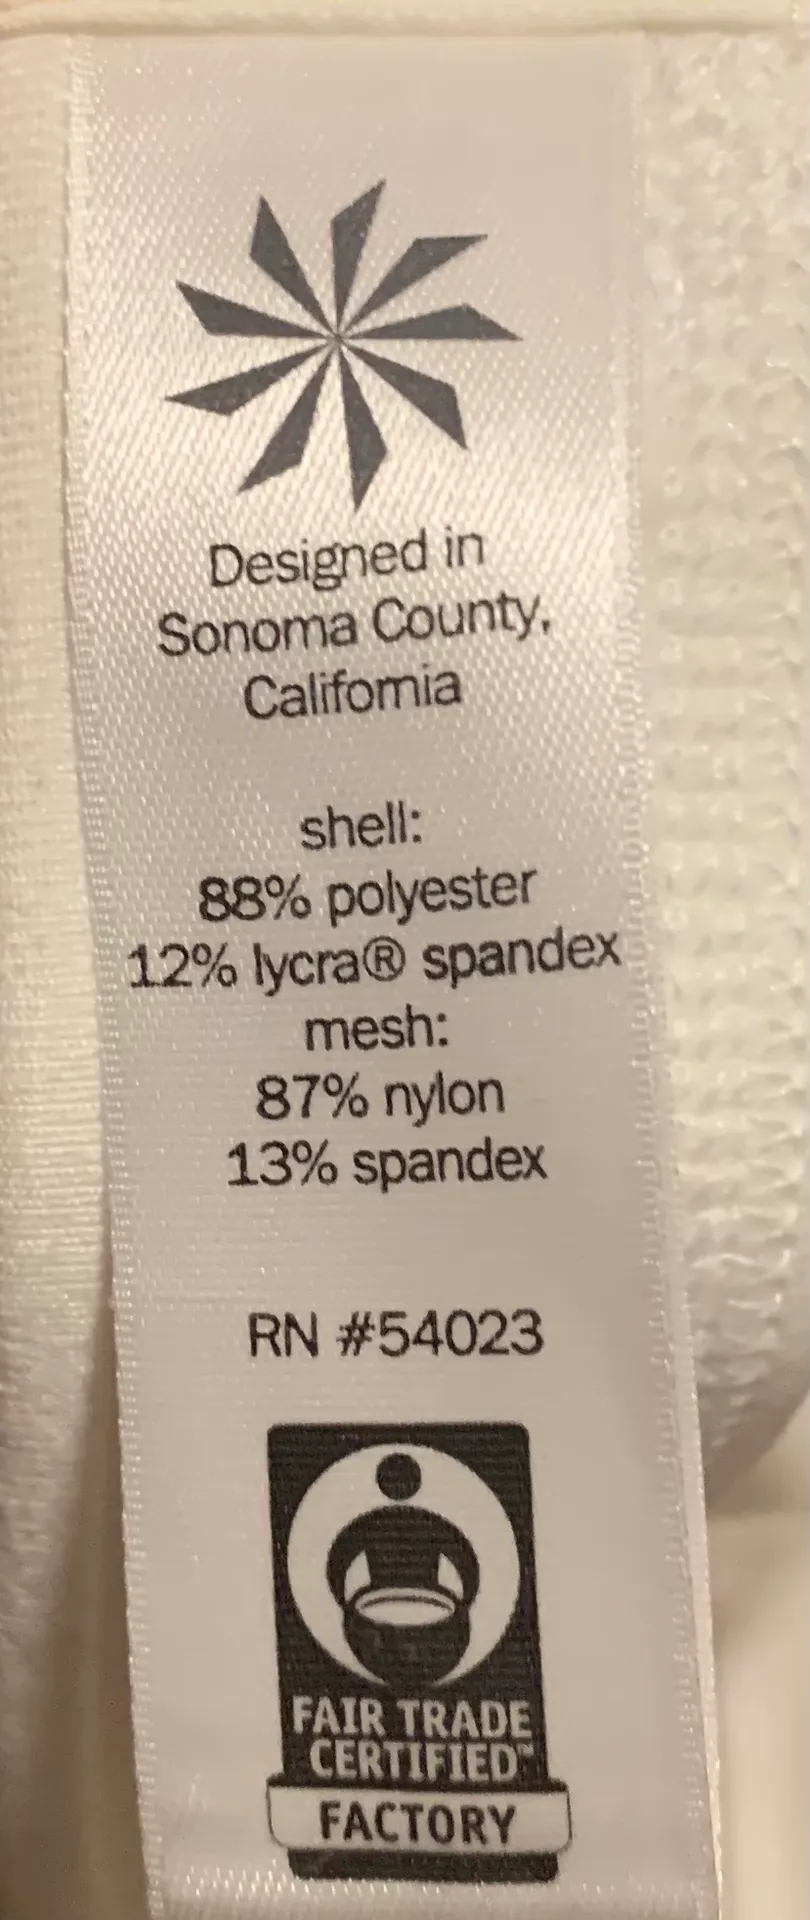 Designed in
Sonoma County,
California
shell:
88% polyester
12% lycra® spandex
mesh:
87% nylon
13% spandex
RN #54023
FAIR TRADE
CERTIFIED™
FACTORY